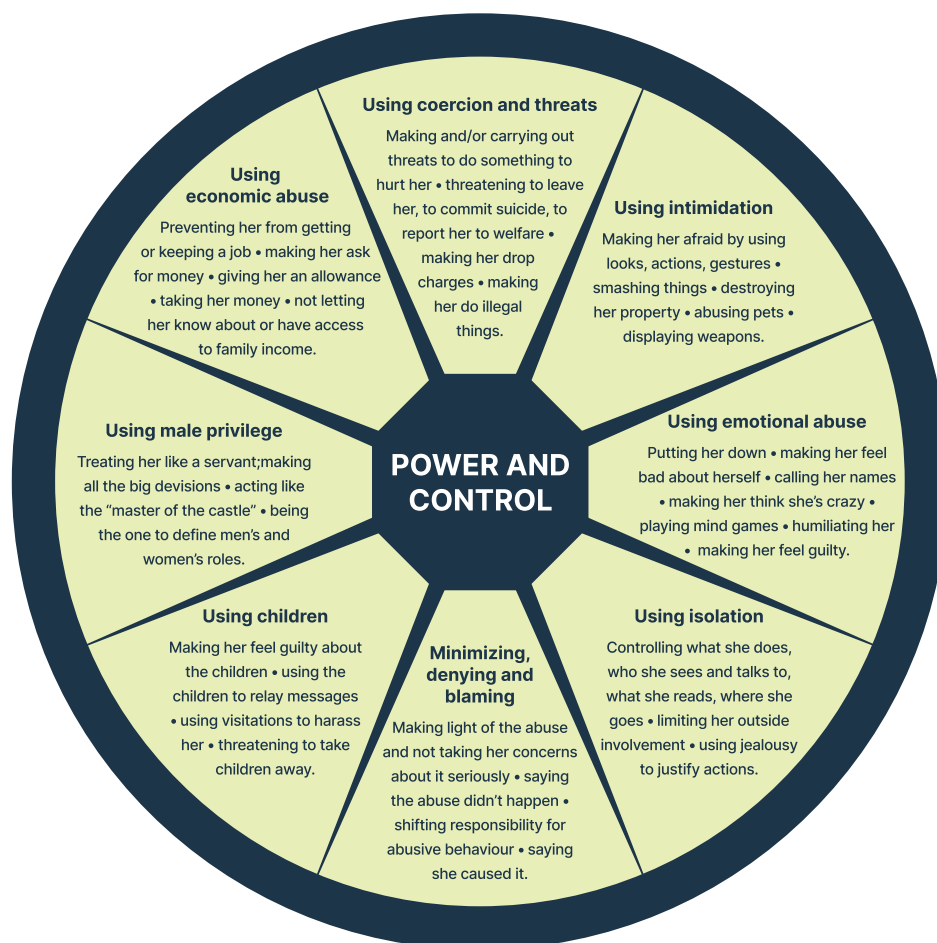 Using coercion and threats
Making and/or carrying out
threats to do something to
hurt her • threatening to leave
her, to commit suicide, to
report her to welfare •
making her drop
charges • making
her do illegal
things.
Using intimidation
Making her afraid by using
looks, actions, gestures •
smashing things • destroying
her property • abusing pets •
displaying weapons.
Using emotional abuse
Putting her down • making her feel
bad about herself • calling her names
• making her think she’s crazy •
playing mind games • humiliating her
• making her feel guilty.
Using isolation
Controlling what she does,
who she sees and talks to,
what she reads, where she
goes • limiting her outside
involvement • using jealousy
to justify actions.
Minimizing,
denying and
blaming
Making light of the abuse
and not taking her concerns
about it seriously • saying
the abuse didn’t happen •
shifting responsibility for
abusive behaviour • saying
she caused it.
Using children
Making her feel guilty about
the children • using the
children to relay messages
• using visitations to harass
her • threatening to take
children away.
Using male privilege
Treating her like a servant;making
all the big devisions • acting like
the “master of the castle” • being
the one to define men’s and
women’s roles.
Using
economic abuse
Preventing her from getting
or keeping a job • making her ask
for money • giving her an allowance
• taking her money • not letting
her know about or have access
to family income.
POWER AND
CONTROL